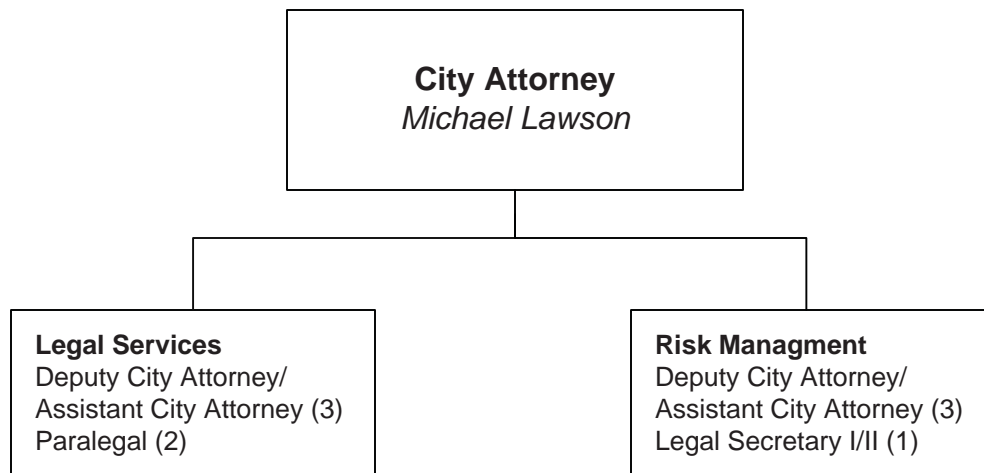 City Attorney
Michael Lawson
Legal Services
Deputy City Attorney/
Assistant City Attorney (3)
Paralegal (2)
Risk Managment
Deputy City Attorney/
Assistant City Attorney (3)
Legal Secretary I/II (1)